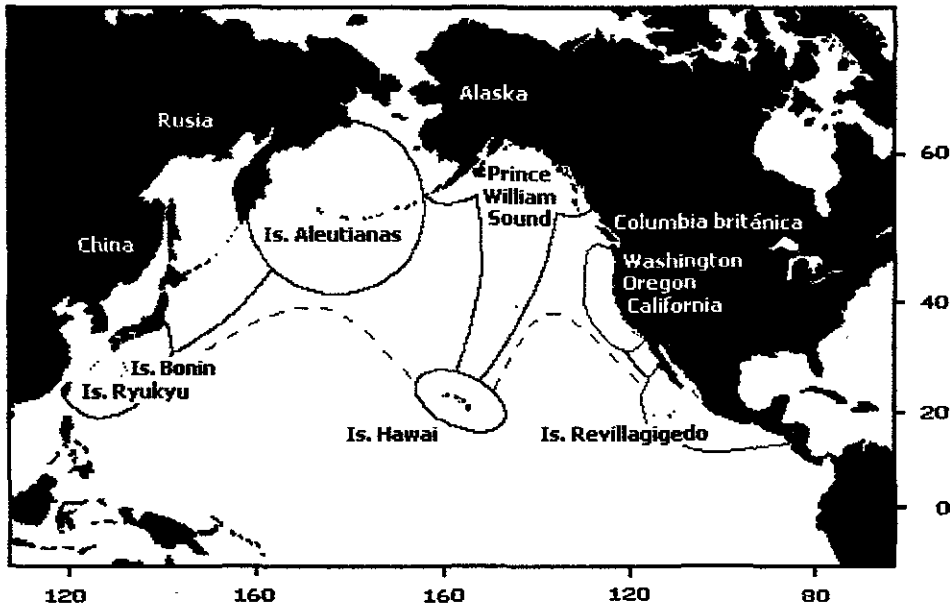 Alaska
Rusia
60
Prince
William
Sound
Columbia británica
Is. Aleutianas
China
Washington
Oregon
California
40
Is. Bonin
Is. Ryukyu
20
Is. Hawai
Is. Revillagigedo
0
120
160
160
120
80